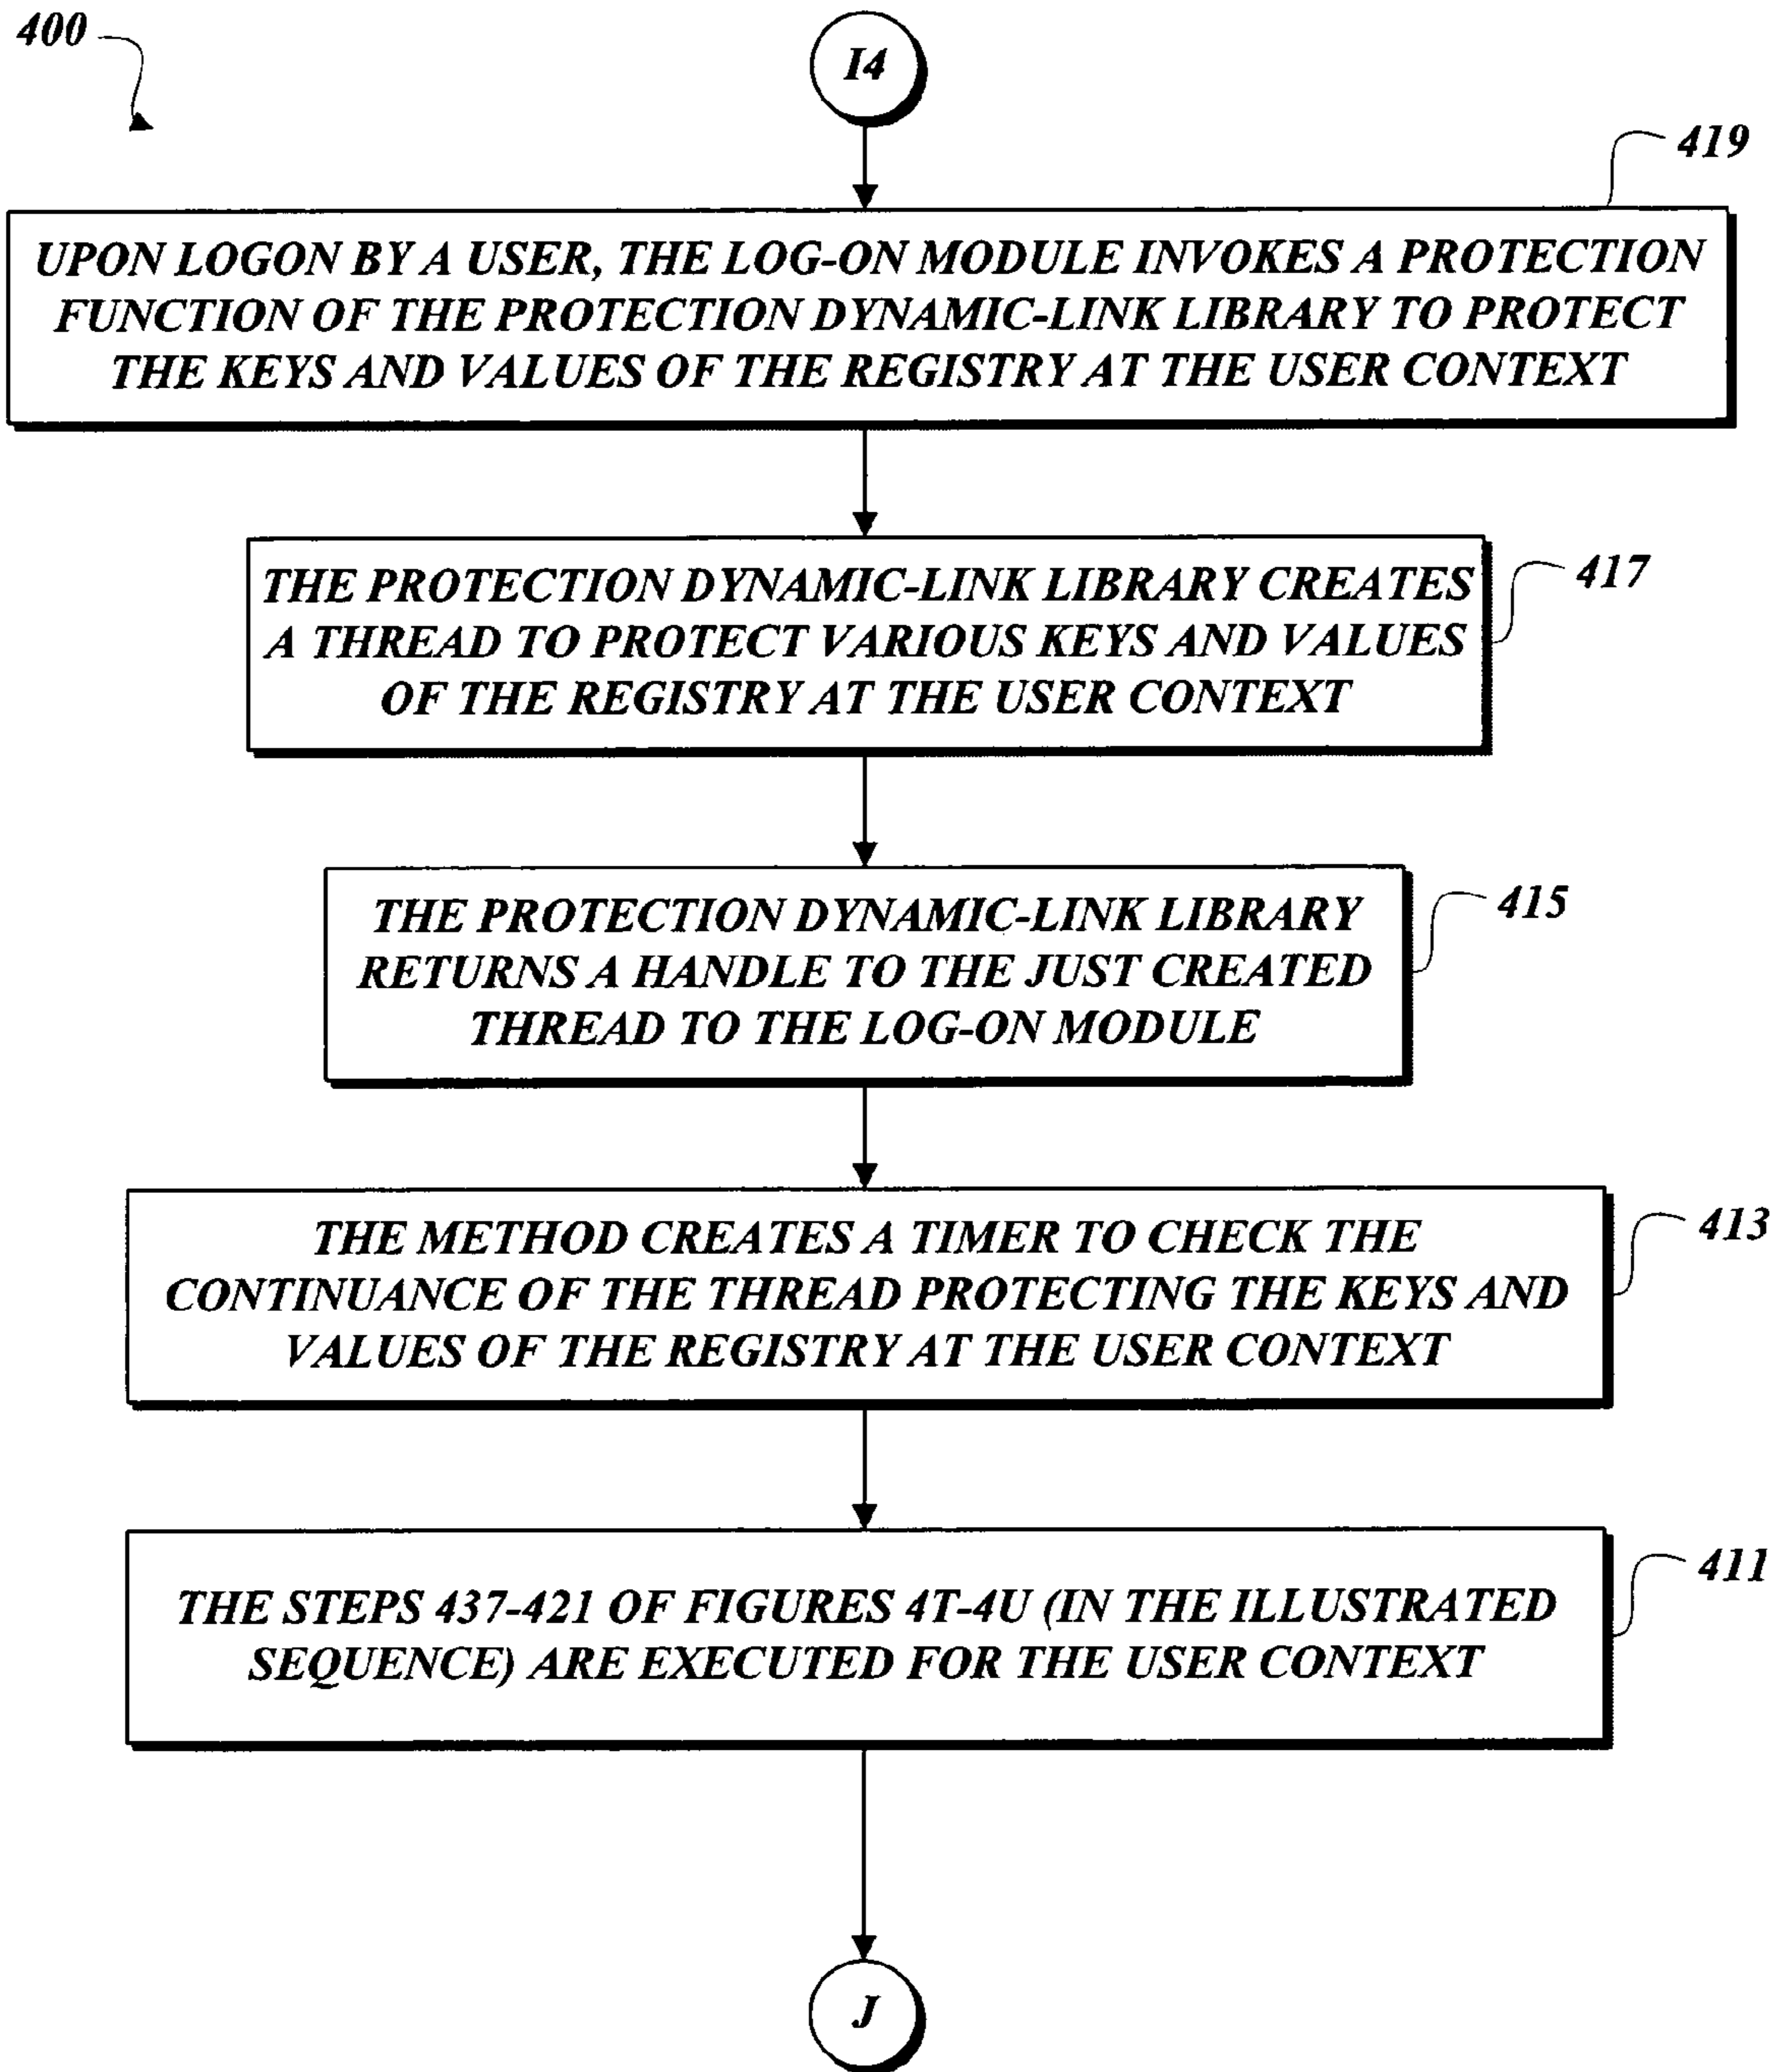 400
I4
419
UPON LOGON BY A USER, THE LOG-ON MODULE INVOKES A PROTECTION
FUNCTION OF THE PROTECTION DYNAMIC-LINK LIBRARY TO PROTECT
THE KEYS AND VALUES OF THE REGISTRY AT THE USER CONTEXT
417
THE PROTECTION DYNAMIC-LINK LIBRARY CREATES
A THREAD TO PROTECT VARIOUS KEYS AND VALUES
OF THE REGISTRY AT THE USER CONTEXT
415
THE PROTECTION DYNAMIC-LINK LIBRARY
RETURNS A HANDLE TO THE JUST CREATED
THREAD TO THE LOG-ON MODULE
413
THE METHOD CREATES A TIMER TO CHECK THE
CONTINUANCE OF THE THREAD PROTECTING THE KEYS AND
VALUES OF THE REGISTRY AT THE USER CONTEXT
411
THE STEPS 437-421 OF FIGURES 4T-4U (IN THE ILLUSTRATED
SEQUENCE) ARE EXECUTED FOR THE USER CONTEXT
J